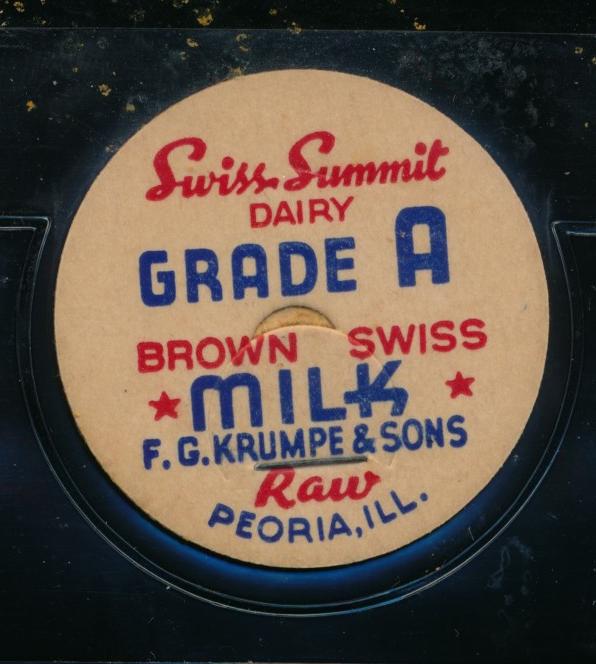 Swiss Summit
DAIRY
GRADE A
BROWN SWISS
MILK
F. G. KRUMPE & SONS
Raw
PEORIA, ILL.